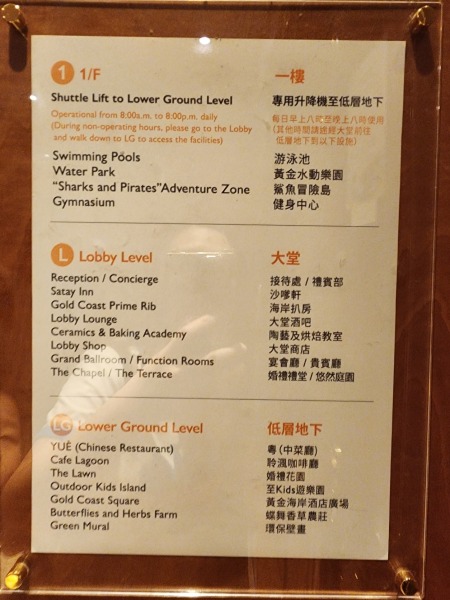 1 1/F 一樓
Shuttle Lift to Lower Ground Level 專用升降機至低層地下
Operational from 8:00a.m. to 8:00p.m. daily 每日早上八時至晚上八時使用
(During non-operating hours, please go to the Lobby (其他時間請途經大堂前往
and walk down to LG to access the facilities) 低層地下到以下設施)
Swimming Pools 游泳池
Water Park 黃金水動樂園
"Sharks and Pirates"Adventure Zone 鯊魚冒險島
Gymnasium 健身中心
L Lobby Level 大堂
Reception / Concierge 接待處 / 禮賓部
Satay Inn 沙嗲軒
Gold Coast Prime Rib 海岸扒房
Lobby Lounge 大堂酒吧
Ceramics & Baking Academy 陶藝及烘焙教室
Lobby Shop 大堂商店
Grand Ballroom / Function Rooms 宴會廳 / 貴賓廳
The Chapel / The Terrace 婚禮禮堂 / 悠然庭園
LG Lower Ground Level 低層地下
YUÈ (Chinese Restaurant) 粵 (中菜廳)
Cafe Lagoon 聆渢咖啡廳
The Lawn 婚禮花園
Outdoor Kids Island 至Kids遊樂園
Gold Coast Square 黃金海岸酒店廣場
Butterflies and Herbs Farm 蝶舞香草農莊
Green Mural 環保壁畫